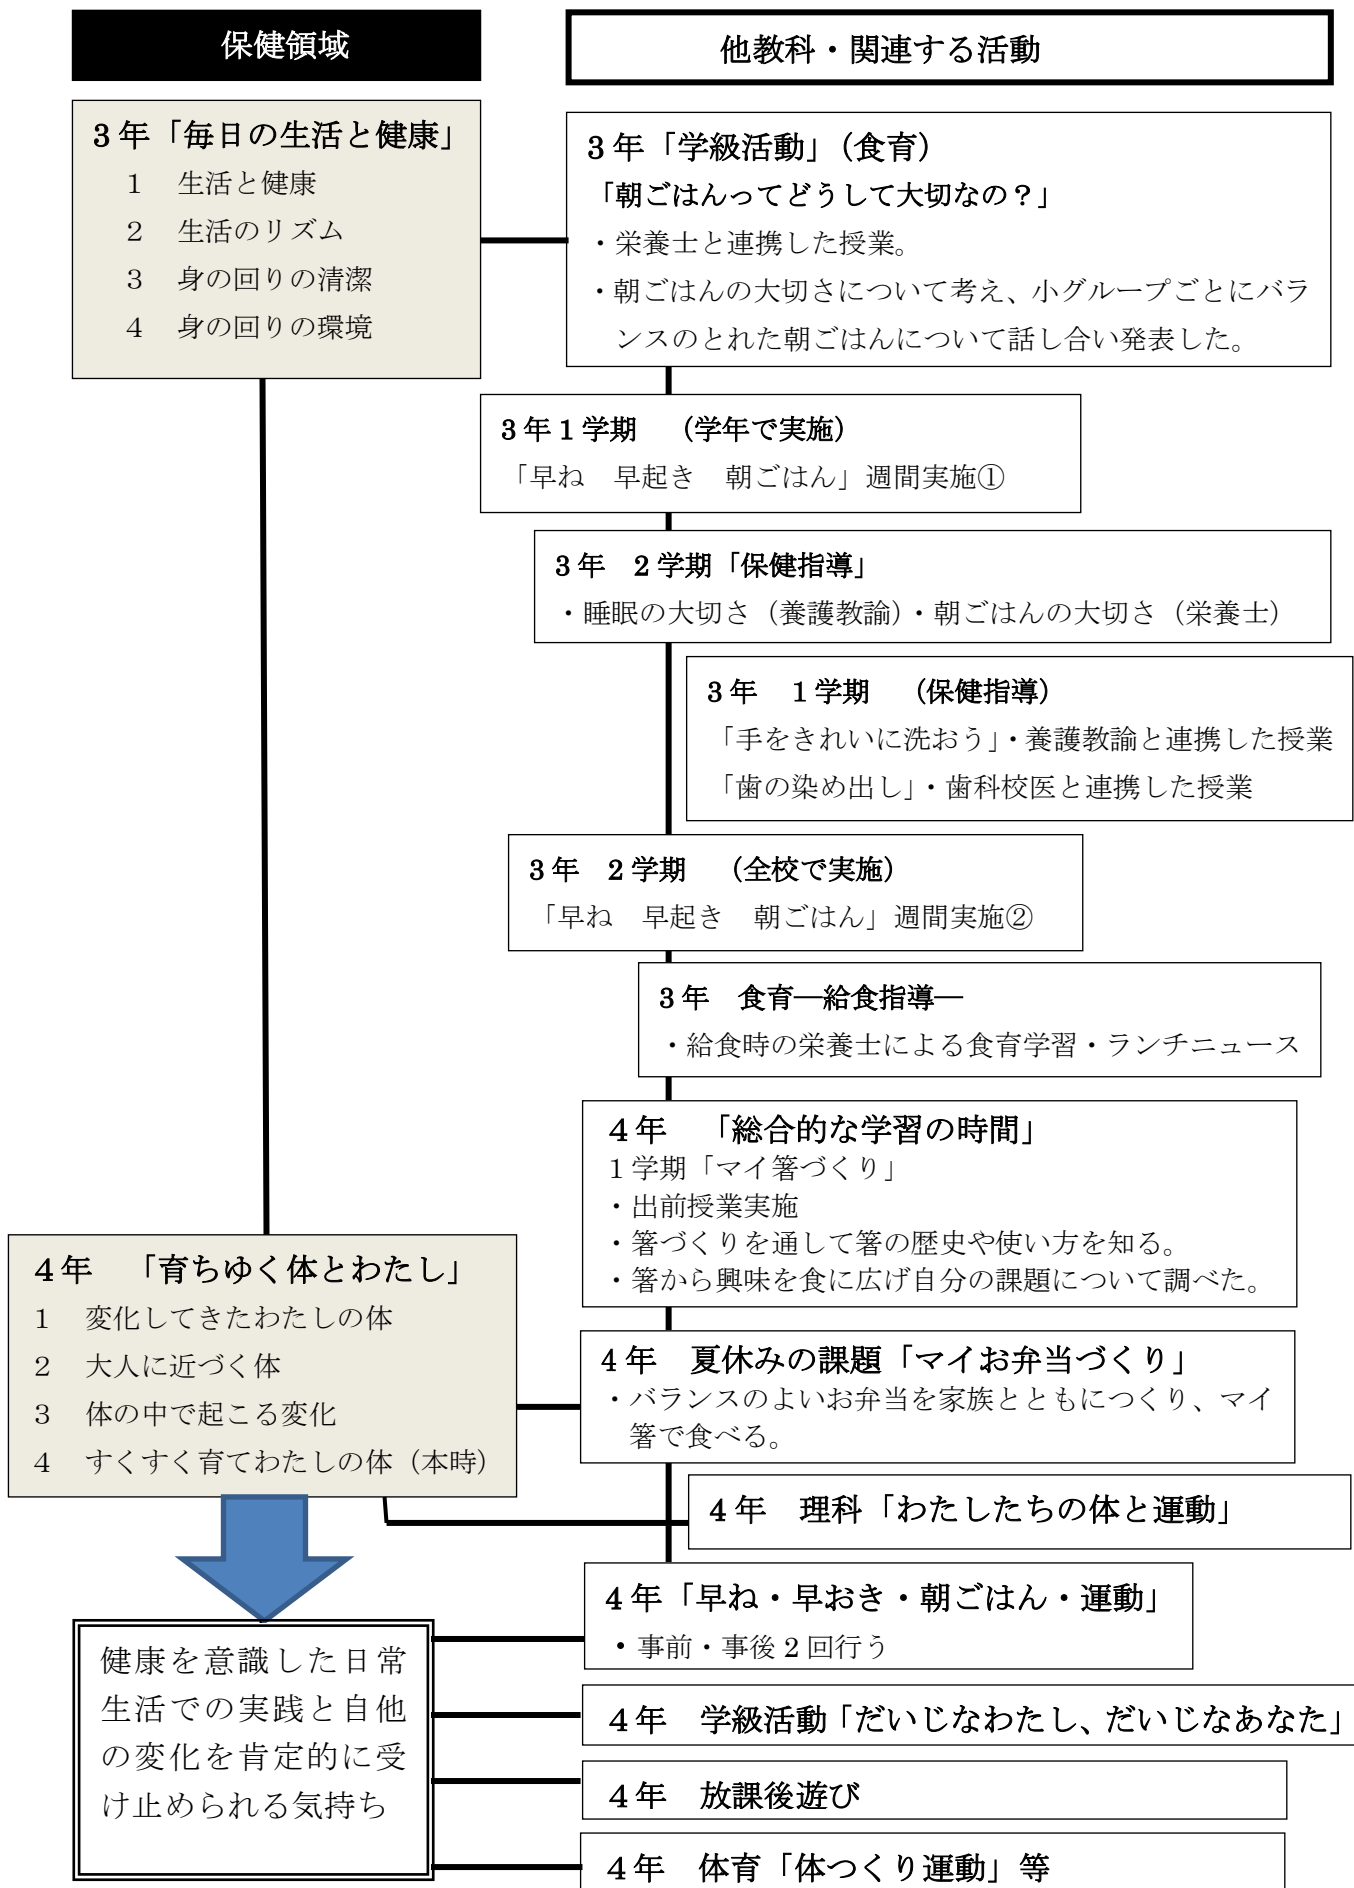 保健領域
他教科・関連する活動
3年「毎日の生活と健康」
1 生活と健康
2 生活のリズム
3 身の回りの清潔
4 身の回りの環境
3年「学級活動」（食育）
「朝ごはんってどうして大切なの？」
・栄養士と連携した授業。
・朝ごはんの大切さについて考え、小グループごとにバラ
ンスのとれた朝ごはんについて話し合い発表した。
3年1学期　（学年で実施）
「早ね　早起き　朝ごはん」週間実施①
3年　2学期「保健指導」
・睡眠の大切さ（養護教諭）・朝ごはんの大切さ（栄養士）
3年　1学期　（保健指導）
「手をきれいに洗おう」・養護教諭と連携した授業
「歯の染め出し」・歯科校医と連携した授業
3年　2学期　（全校で実施）
「早ね　早起き　朝ごはん」週間実施②
3年　食育―給食指導―
・給食時の栄養士による食育学習・ランチニュース
4年　「総合的な学習の時間」
1学期「マイ箸づくり」
・出前授業実施
・箸づくりを通して箸の歴史や使い方を知る。
・箸から興味を食に広げ自分の課題について調べた。
4年　「育ちゆく体とわたし」
1　変化してきたわたしの体
2　大人に近づく体
3　体の中で起こる変化
4　すくすく育てわたしの体（本時）
4年　夏休みの課題「マイお弁当づくり」
・バランスのよいお弁当を家族とともにつくり、マイ
箸で食べる。
4年　理科「わたしたちの体と運動」
4年「早ね・早おき・朝ごはん・運動」
・事前・事後2回行う
健康を意識した日常
生活での実践と自他
の変化を肯定的に受
け止められる気持ち
4年　学級活動「だいじなわたし、だいじなあなた」
4年　放課後遊び
4年　体育「体つくり運動」等